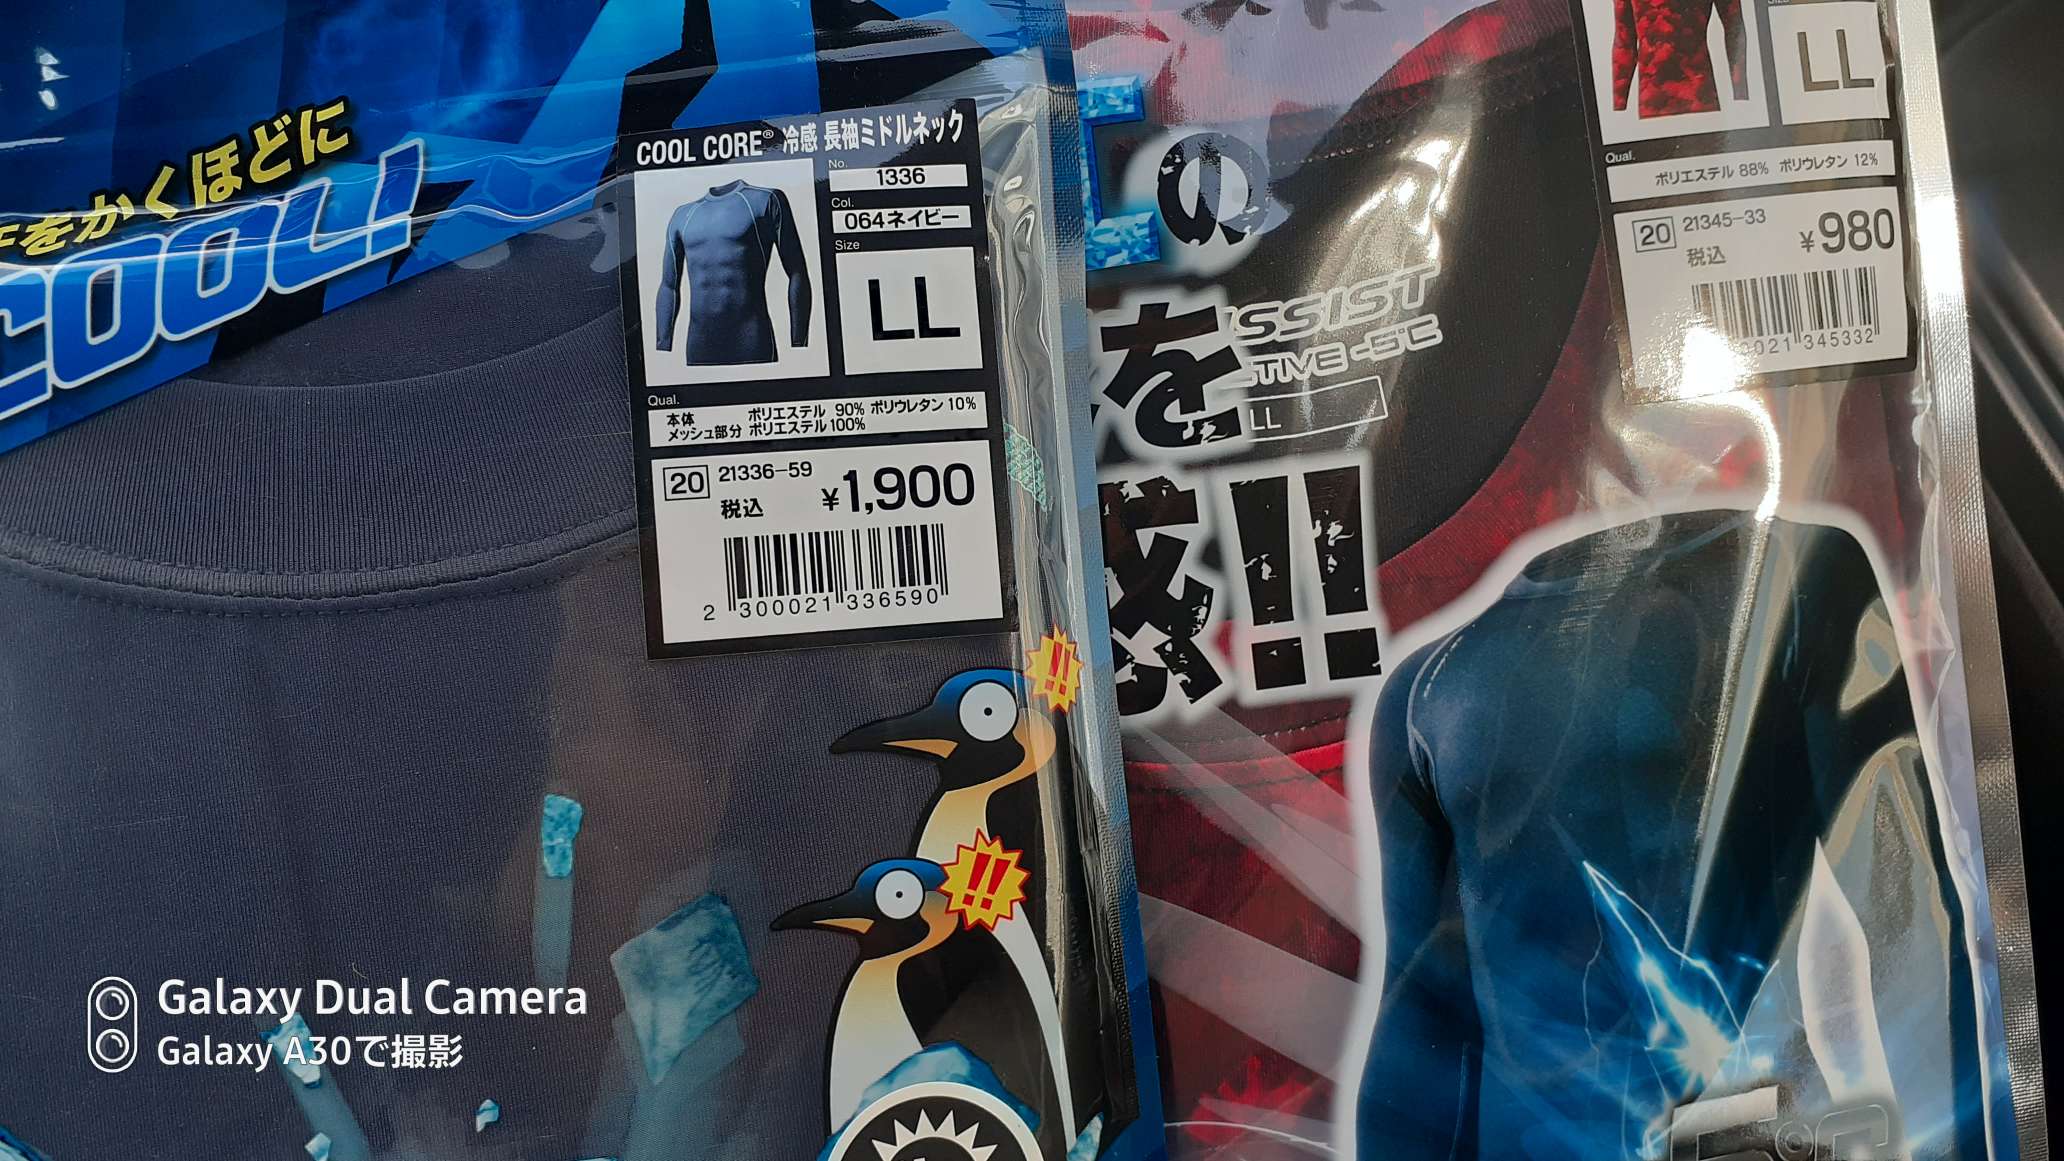 をかくほどに
COOL!
COOL CORE® 冷感 長袖ミドルネック
No.
1336
Col.
064ネイビー
Size
LL
Qual.
本体 ポリエステル 90% ポリウレタン 10%
メッシュ部分 ポリエステル100%
20 21336-59
税込 ¥1,900
2 300021 336590
!!
!!
の
を
!!
SSIST
TIVE -5℃
LL
LL
Qual.
ポリエステル 88% ポリウレタン 12%
20 21345-33
税込 ¥980
021 345332
Galaxy Dual Camera
Galaxy A30で撮影